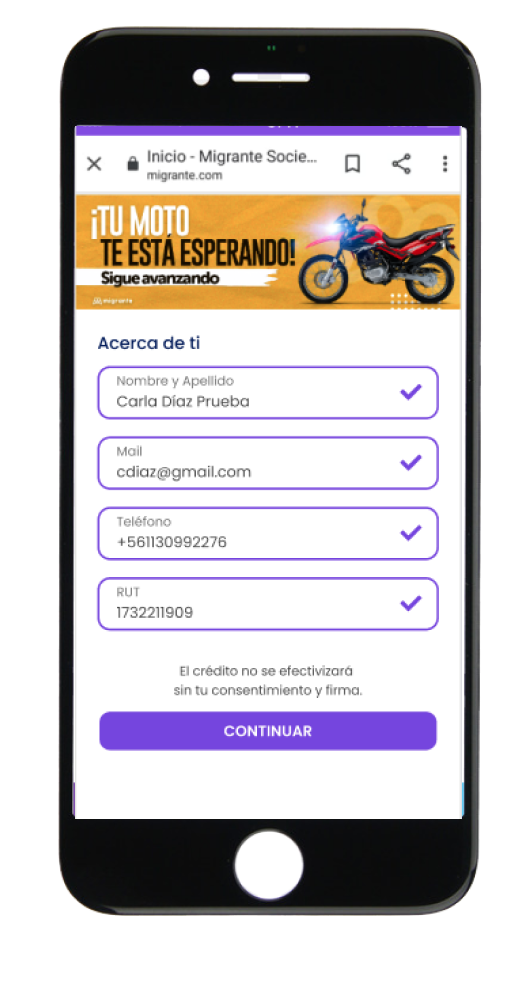 Inicio - Migrante Socie...
migrante.com
¡TU MOTO
TE ESTÁ ESPERANDO!
Sigue avanzando
migrante
Acerca de ti
Nombre y Apellido
Carla Díaz Prueba
Mail
cdiaz@gmail.com
Teléfono
+561130992276
RUT
1732211909
El crédito no se efectivizará
sin tu consentimiento y firma.
CONTINUAR